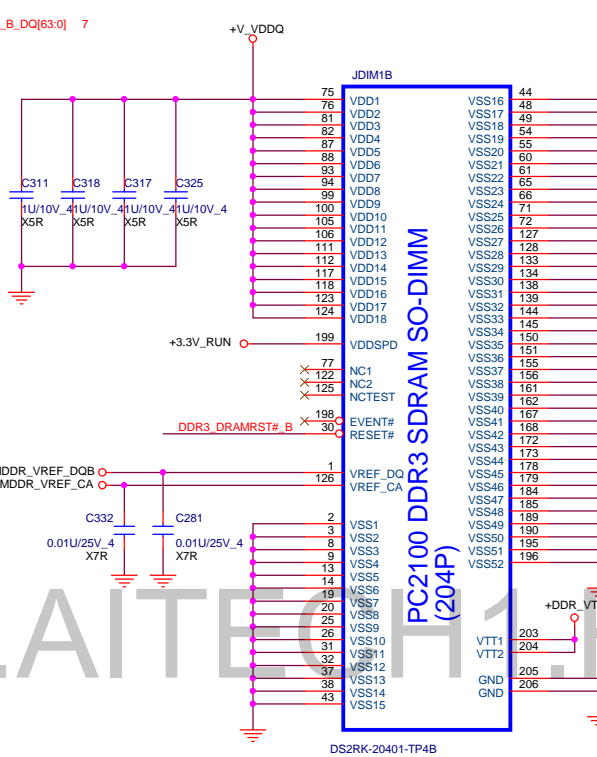 _B_DQ[63:0] 7
+V_VDDQ
JDIM1B
75 VDD1 VSS16 44
76 VDD2 VSS17 48
81 VDD3 VSS18 49
82 VDD4 VSS19 54
87 VDD5 VSS20 55
88 VDD6 VSS21 60
93 VDD7 VSS22 61
94 VDD8 VSS23 65
99 VDD9 VSS24 66
100 VDD10 VSS25 71
105 VDD11 VSS26 72
106 VDD12 VSS27 127
111 VDD13 VSS28 128
112 VDD14 VSS29 133
117 VDD15 VSS30 134
118 VDD16 VSS31 138
123 VDD17 VSS32 139
124 VDD18 VSS33 144
VSS34 145
+3.3V_RUN 199 VDDSPD VSS35 150
VSS36 151
77 NC1 VSS37 155
122 NC2 VSS38 156
125 NCTEST VSS39 161
VSS40 162
198 EVENT# VSS41 167
DDR3_DRAMRST#_B 30 RESET# VSS42 168
VSS43 172
VSS44 173
MDDR_VREF_DQB 1 VREF_DQ VSS45 178
MDDR_VREF_CA 126 VREF_CA VSS46 179
VSS47 184
VSS48 185
2 VSS1 VSS49 189
3 VSS2 VSS50 190
8 VSS3 VSS51 195
9 VSS4 VSS52 196
13 VSS5
14 VSS6
19 VSS7
20 VSS8
25 VSS9
26 VSS10 VTT1 203
31 VSS11 VTT2 204
32 VSS12
37 VSS13 GND 205
38 VSS14 GND 206
43 VSS15
C311 C318 C317 C325
1U/10V_4 1U/10V_4 1U/10V_4 1U/10V_4
X5R X5R X5R X5R
C332 C281
0.01U/25V_4 0.01U/25V_4
X7R X7R
PC2100 DDR3 SDRAM SO-DIMM
(204P)
+DDR_VT
DS2RK-20401-TP4B
.AITECH1.